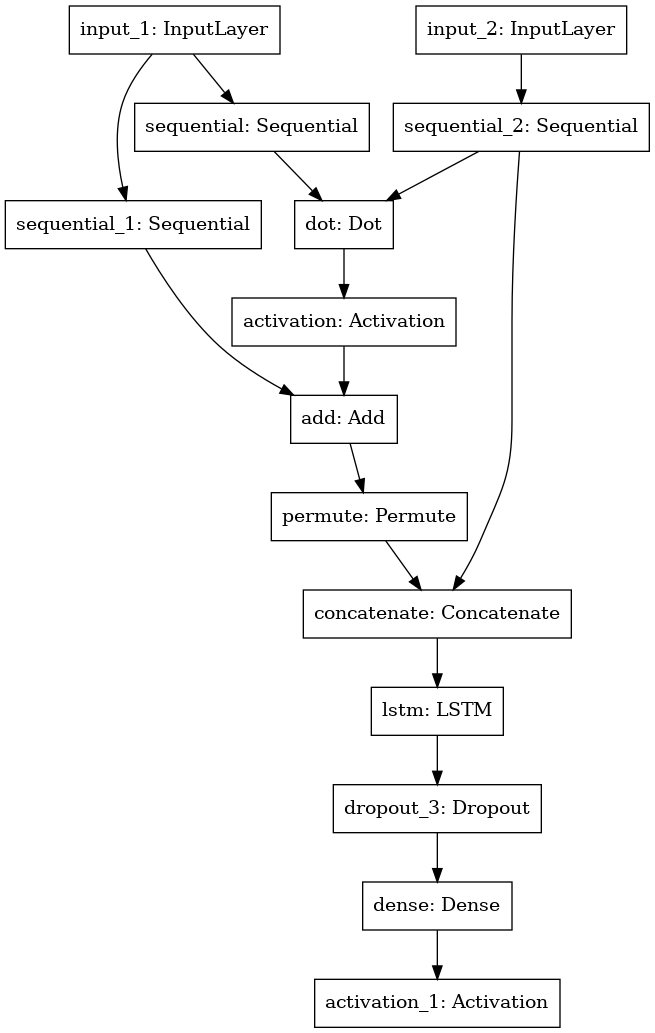 input_1: InputLayer
input_2: InputLayer
sequential: Sequential
sequential_2: Sequential
sequential_1: Sequential
dot: Dot
activation: Activation
add: Add
permute: Permute
concatenate: Concatenate
lstm: LSTM
dropout_3: Dropout
dense: Dense
activation_1: Activation